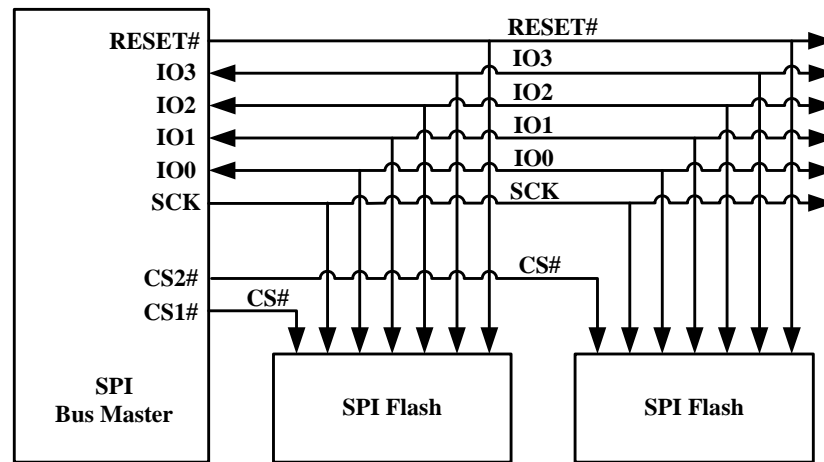 RESET#
RESET#
IO3
IO3
IO2
IO2
IO1
IO1
IO0
IO0
SCK
SCK
CS2#
CS#
CS1#
CS#
SPI
Bus Master
SPI Flash
SPI Flash